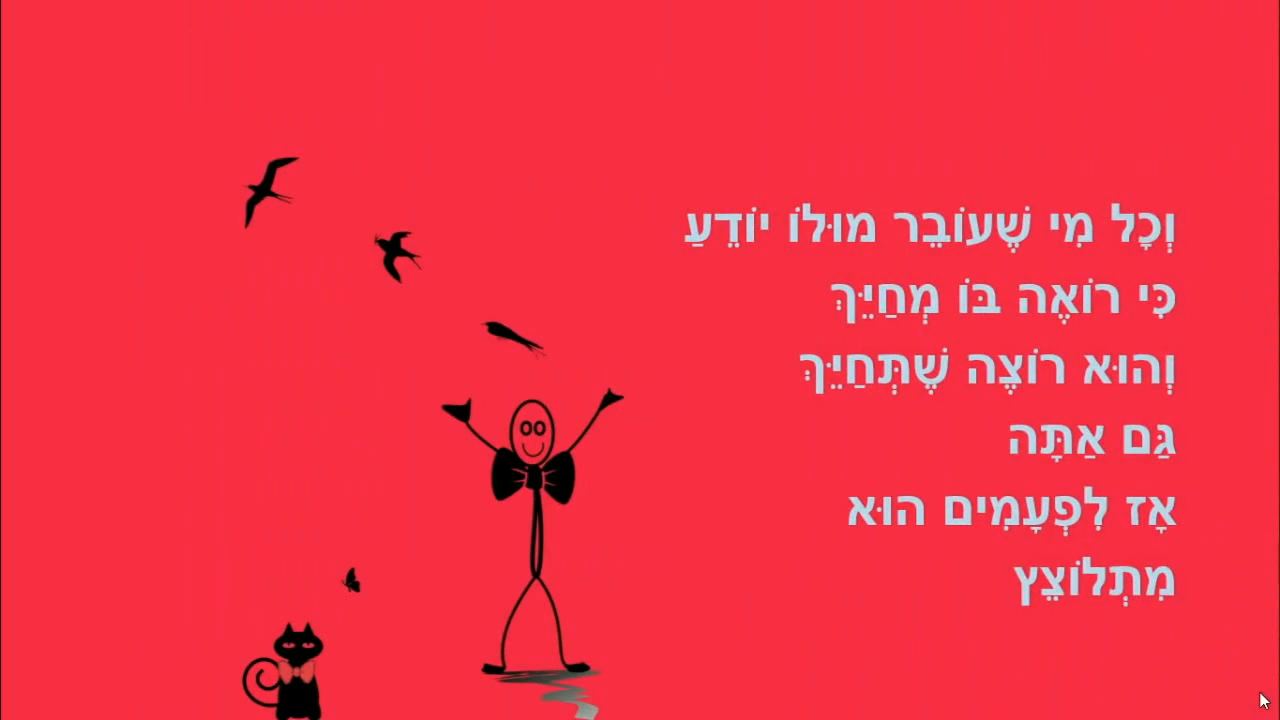 וְכָל מִי שֶׁעוֹבֵר מוּלוֹ יוֹדֵעַ
כִּי רוֹאֶה בּוֹ מְחַיֵּךְ
וְהוּא רוֹצֶה שֶׁתְּחַיֵּךְ
גַּם אַתָּה
אָז לִפְעָמִים הוּא
מִתְלוֹצֵץ